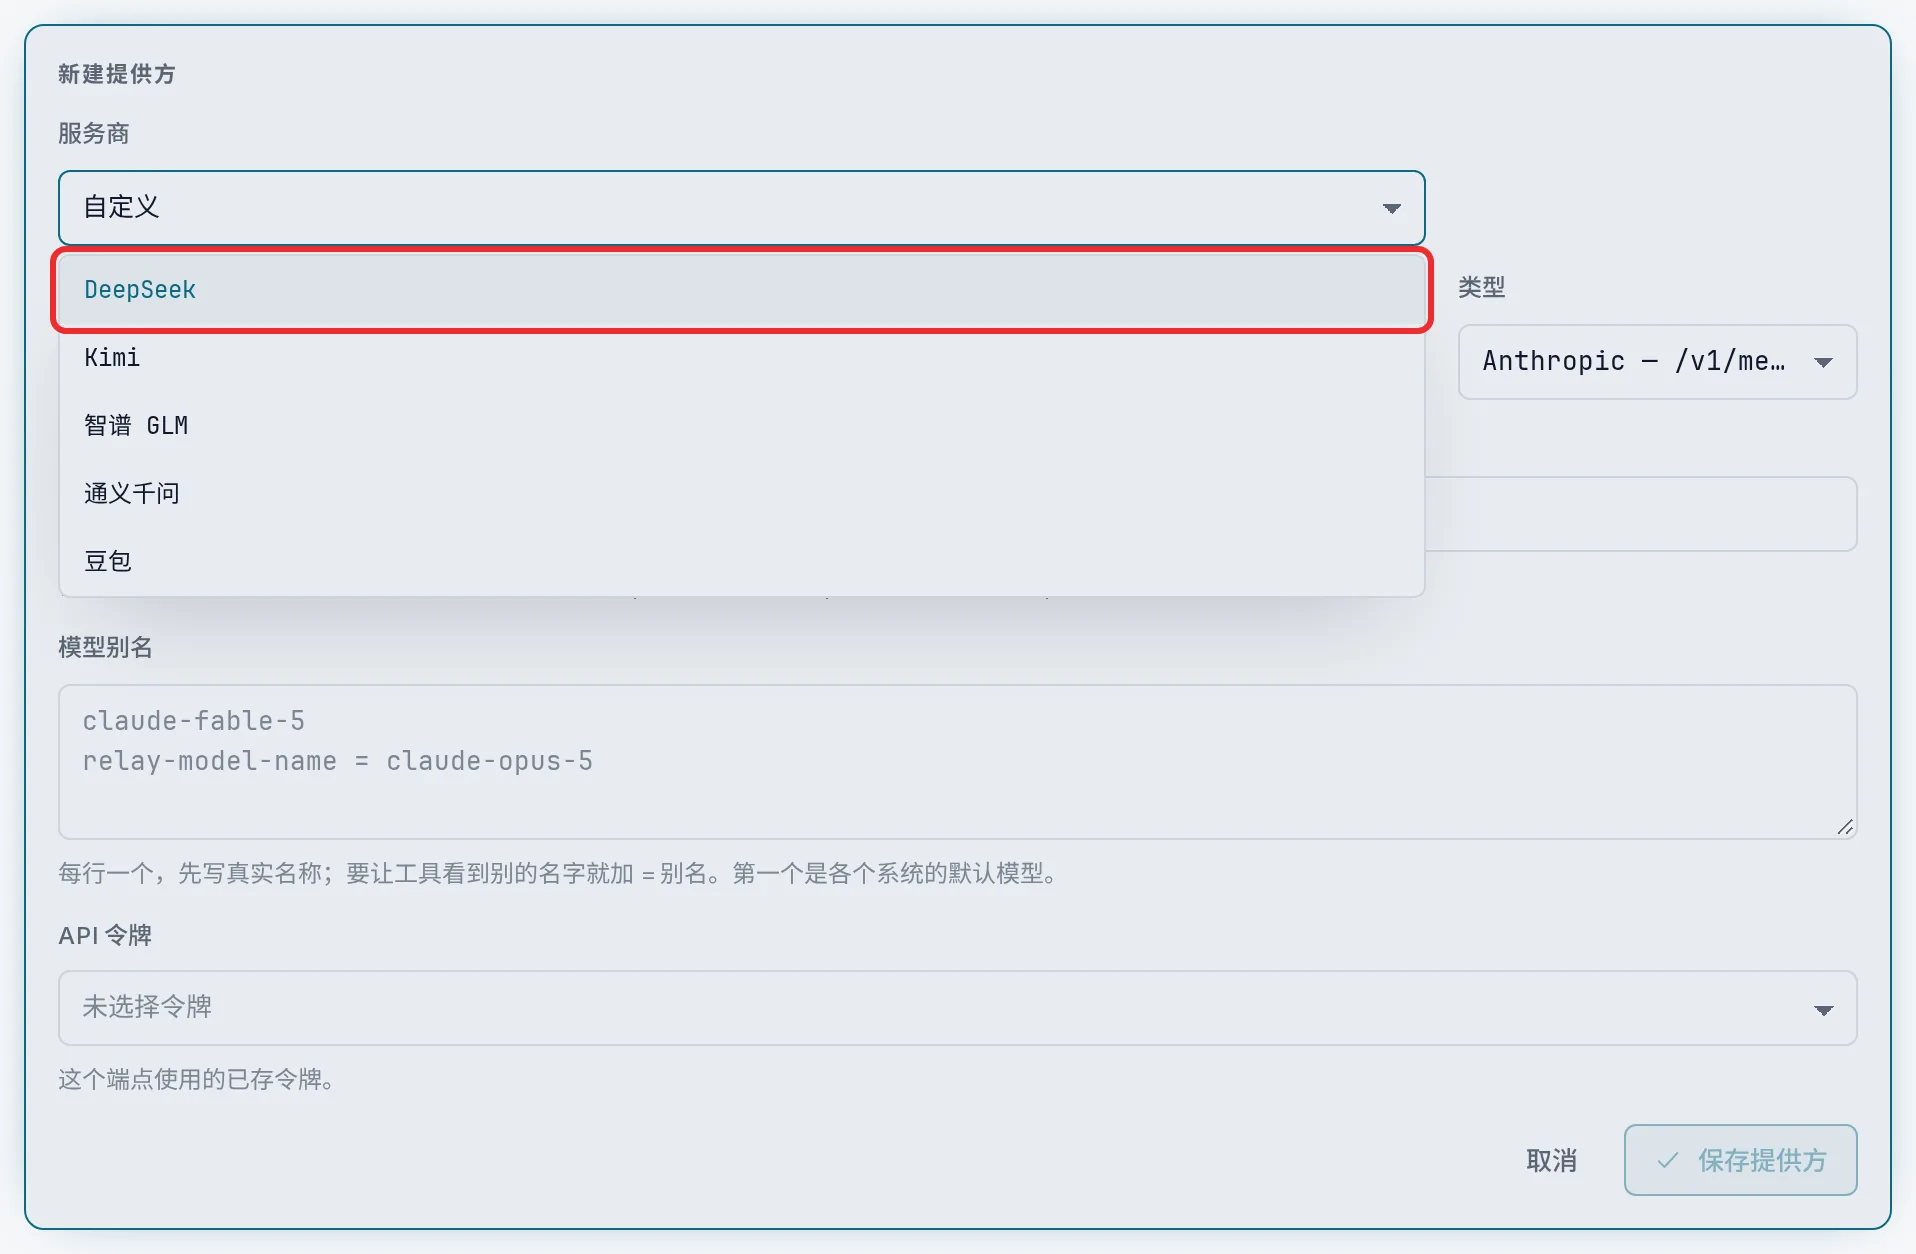 新建提供方
服务商
自定义
DeepSeek
类型
Kimi
Anthropic — /v1/me…
智谱 GLM
通义千问
豆包
模型别名
claude-fable-5
relay-model-name = claude-opus-5
每行一个，先写真实名称；要让工具看到别的名字就加 = 别名。第一个是各个系统的默认模型。
API 令牌
未选择令牌
这个端点使用的已存令牌。
取消
保存提供方